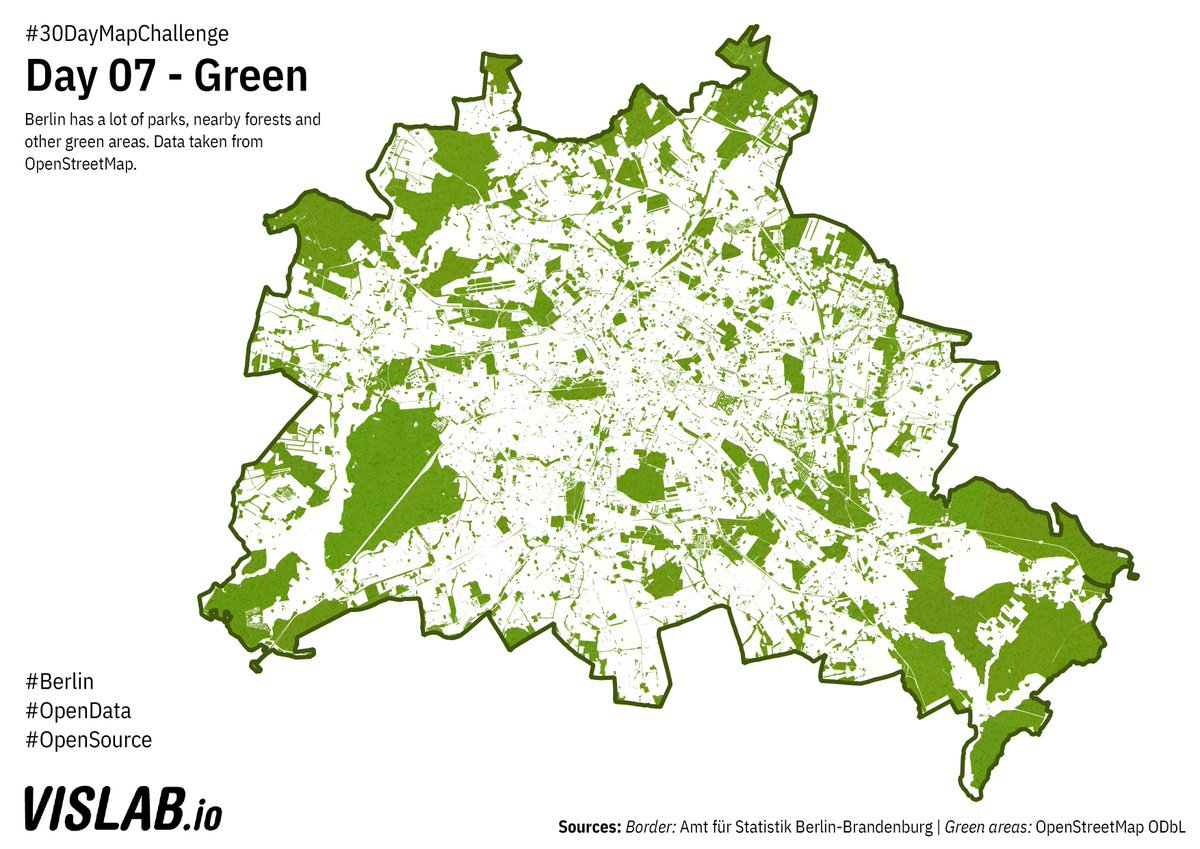 #30DayMapChallenge
Day 07 - Green
Berlin has a lot of parks, nearby forests and
other green areas. Data taken from
OpenStreetMap.
#Berlin
#OpenData
#OpenSource
VISLAB.io
Sources: Border: Amt für Statistik Berlin-Brandenburg | Green areas: OpenStreetMap ODbL